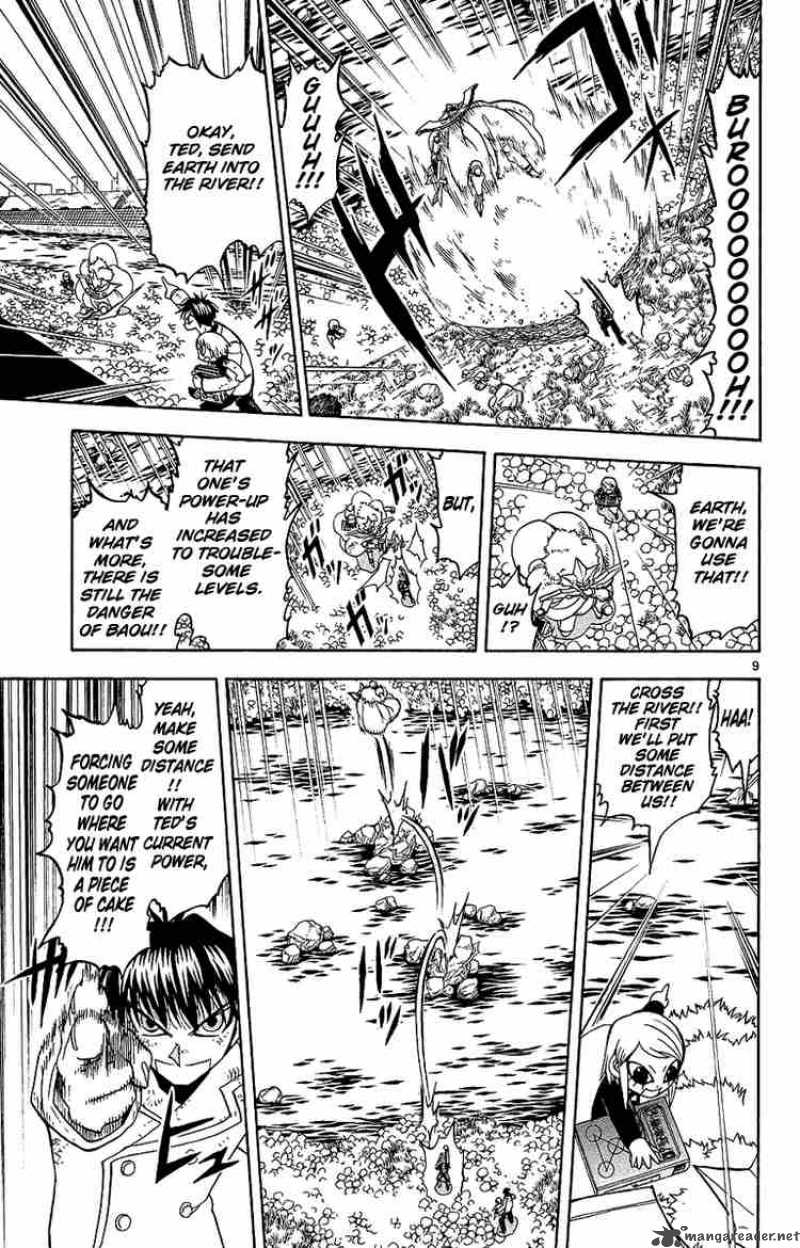 BUROOOOOOOOOH!!!
GUUUH!!!
OKAY,
TED, SEND
EARTH INTO
THE RIVER!!
EARTH,
WE'RE
GONNA
USE
THAT!!
GUH
!?
BUT,
THAT
ONE'S
POWER-UP
HAS
INCREASED
TO TROUBLE-
SOME
LEVELS.
AND
WHAT'S
MORE,
THERE IS
STILL THE
DANGER
OF BAOU!!
9
HAA!
CROSS
THE RIVER!!
FIRST
WE'LL PUT
SOME
DISTANCE
BETWEEN
US!!
YEAH,
MAKE
SOME
DISTANCE
!!
WITH
TED'S
CURRENT
POWER,
FORCING
SOMEONE
TO GO
WHERE
YOU WANT
HIM TO IS
A PIECE
OF CAKE
!!!
mangareader.net